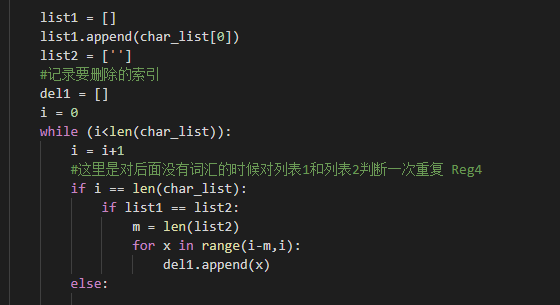 list1 = []
list1.append(char_list[0])
list2 = ['']
#记录要删除的索引
del1 = []
i = 0
while (i<len(char_list)):
    i = i+1
    #这里是对后面没有词汇的时候对列表1和列表2判断一次重复 Reg4
    if i == len(char_list):
        if list1 == list2:
            m = len(list2)
            for x in range(i-m,i):
                del1.append(x)
    else: